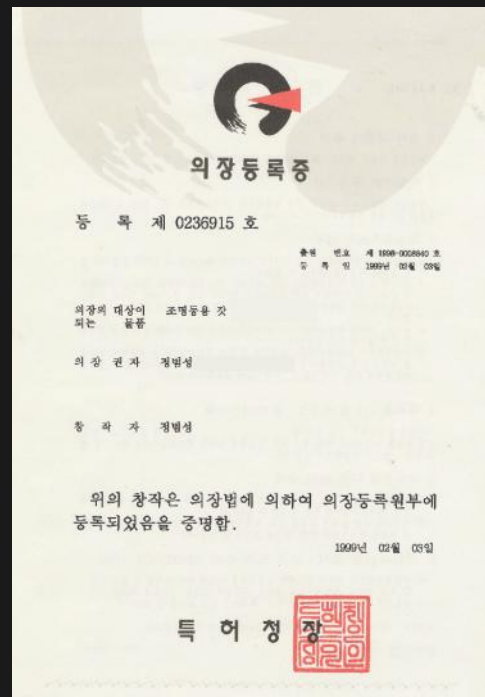 의장등록증
등 록 제 0236915 호
출원 번호 제 1998-0008840 호
등 록 일 1999년 02월 03일
의장의 대상이 조명등용 갓
되는 물품
의 장 권 자 정범성
창 작 자 정범성
위의 창작은 의장법에 의하여 의장등록원부에
등록되었음을 증명함.
1999년 02월 03일
특 허 청 장